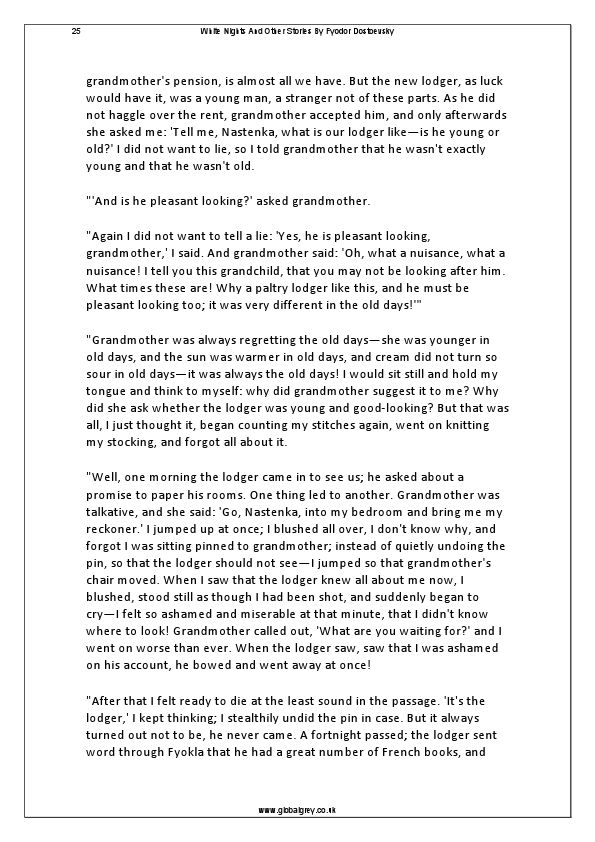 25
White Nights And Other Stories By Fyodor Dostoevsky
grandmother's pension, is almost all we have. But the new lodger, as luck
would have it, was a young man, a stranger not of these parts. As he did
not haggle over the rent, grandmother accepted him, and only afterwards
she asked me: 'Tell me, Nastenka, what is our lodger like—is he young or
old?' I did not want to lie, so I told grandmother that he wasn't exactly
young and that he wasn't old.
"'And is he pleasant looking?' asked grandmother.
"Again I did not want to tell a lie: 'Yes, he is pleasant looking,
grandmother,' I said. And grandmother said: 'Oh, what a nuisance, what a
nuisance! I tell you this grandchild, that you may not be looking after him.
What times these are! Why a paltry lodger like this, and he must be
pleasant looking too; it was very different in the old days!'"
"Grandmother was always regretting the old days—she was younger in
old days, and the sun was warmer in old days, and cream did not turn so
sour in old days—it was always the old days! I would sit still and hold my
tongue and think to myself: why did grandmother suggest it to me? Why
did she ask whether the lodger was young and good-looking? But that was
all, I just thought it, began counting my stitches again, went on knitting
my stocking, and forgot all about it.
"Well, one morning the lodger came in to see us; he asked about a
promise to paper his rooms. One thing led to another. Grandmother was
talkative, and she said: 'Go, Nastenka, into my bedroom and bring me my
reckoner.' I jumped up at once; I blushed all over, I don't know why, and
forgot I was sitting pinned to grandmother; instead of quietly undoing the
pin, so that the lodger should not see—I jumped so that grandmother's
chair moved. When I saw that the lodger knew all about me now, I
blushed, stood still as though I had been shot, and suddenly began to
cry—I felt so ashamed and miserable at that minute, that I didn't know
where to look! Grandmother called out, 'What are you waiting for?' and I
went on worse than ever. When the lodger saw, saw that I was ashamed
on his account, he bowed and went away at once!
"After that I felt ready to die at the least sound in the passage. 'It's the
lodger,' I kept thinking; I stealthily undid the pin in case. But it always
turned out not to be, he never came. A fortnight passed; the lodger sent
word through Fyokla that he had a great number of French books, and
www.globalgrey.co.uk